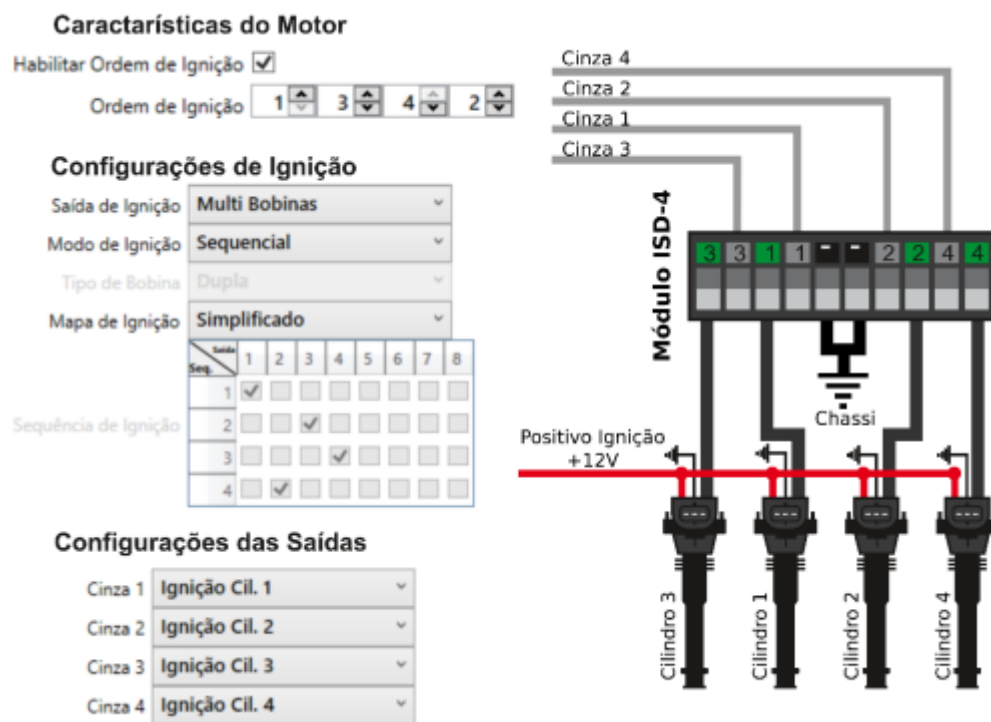 Caractarísticas do Motor
Habilitar Ordem de Ignição
Ordem de Ignição 1 3 4 2
Configurações de Ignição
Saída de Ignição Multi Bobinas
Modo de Ignição Sequencial
Tipo de Bobina Dupla
Mapa de Ignição Simplificado
Saída
Seq. 1 2 3 4 5 6 7 8
1
Sequência de Ignição 2
3
4
Configurações das Saídas
Cinza 1 Ignição Cil. 1
Cinza 2 Ignição Cil. 2
Cinza 3 Ignição Cil. 3
Cinza 4 Ignição Cil. 4
Cinza 4
Cinza 2
Cinza 1
Cinza 3
Módulo ISD-4
3 3 1 1 - - 2 2 4 4
Chassi
Positivo Ignição
+12V
Cilindro 3
Cilindro 1
Cilindro 2
Cilindro 4